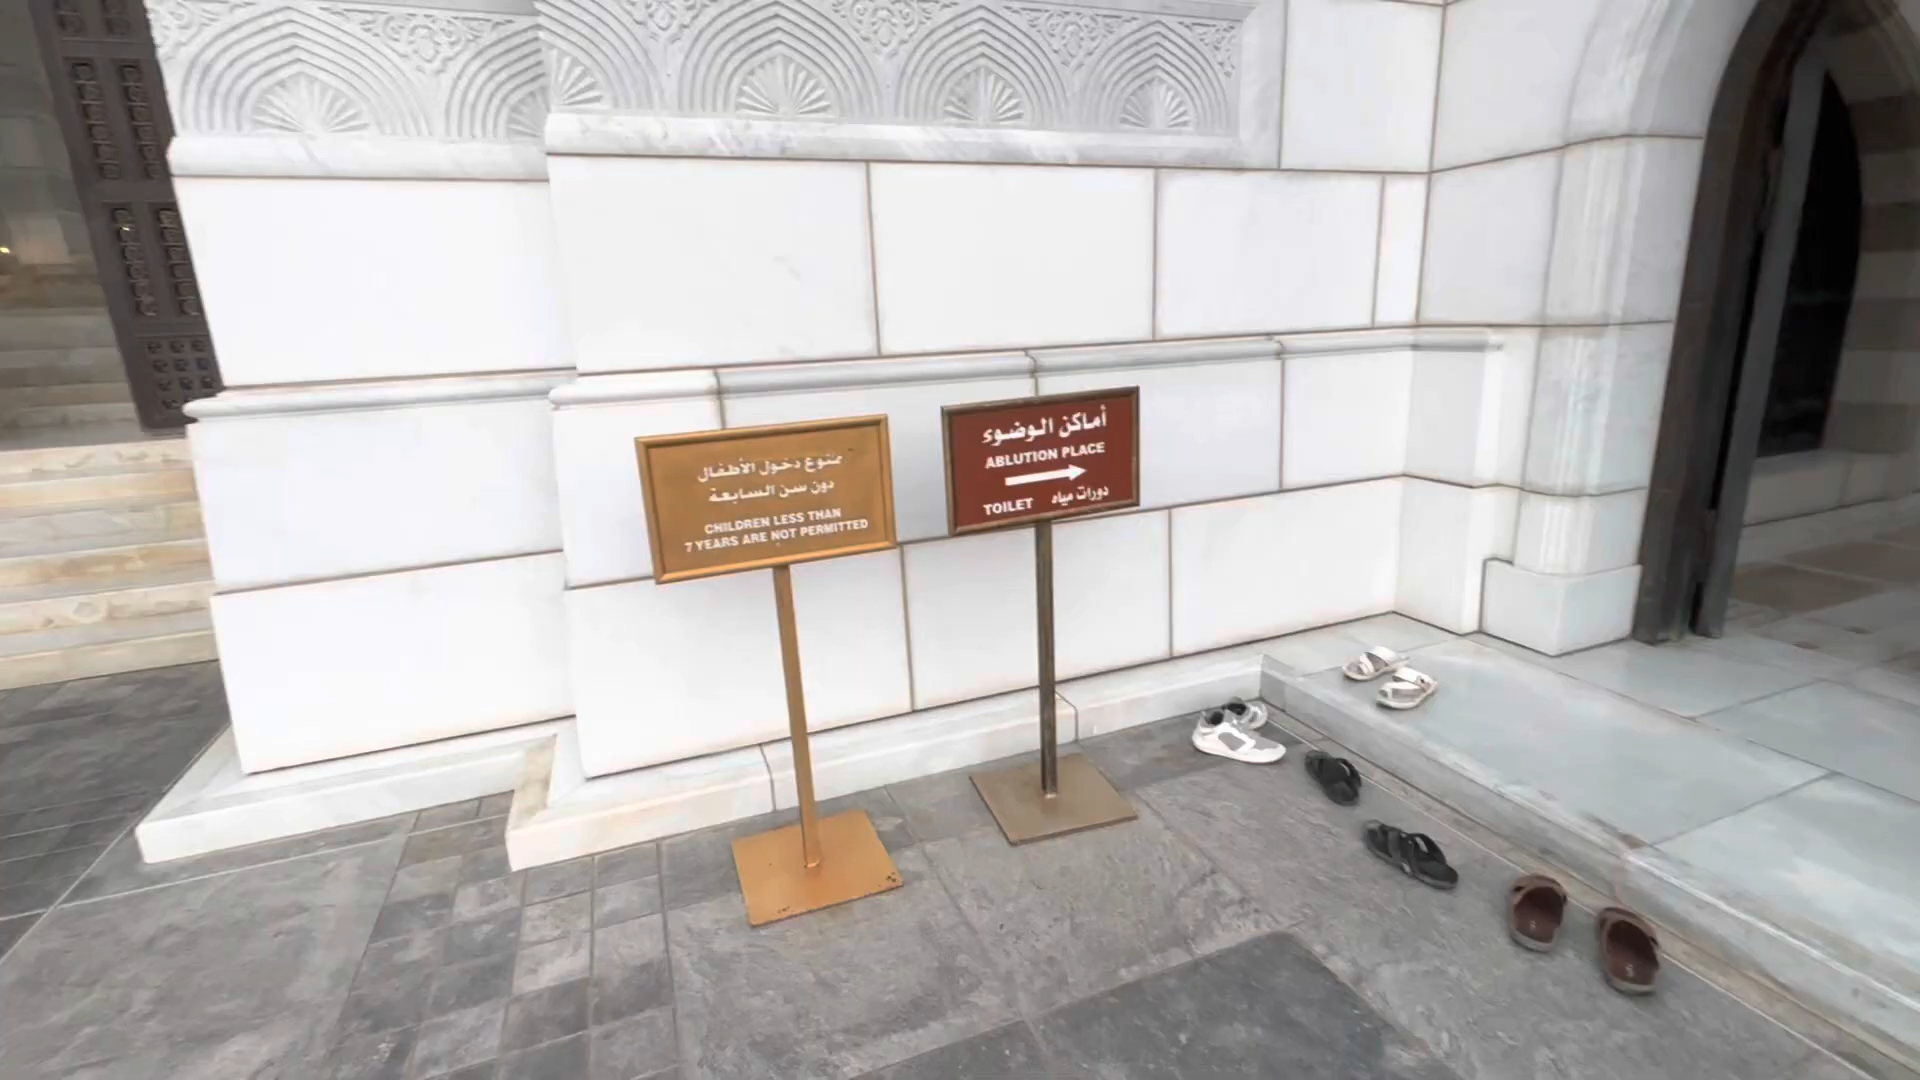 ممنوع دخول الأطفال
دون سن السابعة
CHILDREN LESS THAN
7 YEARS ARE NOT PERMITTED
أماكن الوضوء
ABLUTION PLACE
TOILET دورات مياه